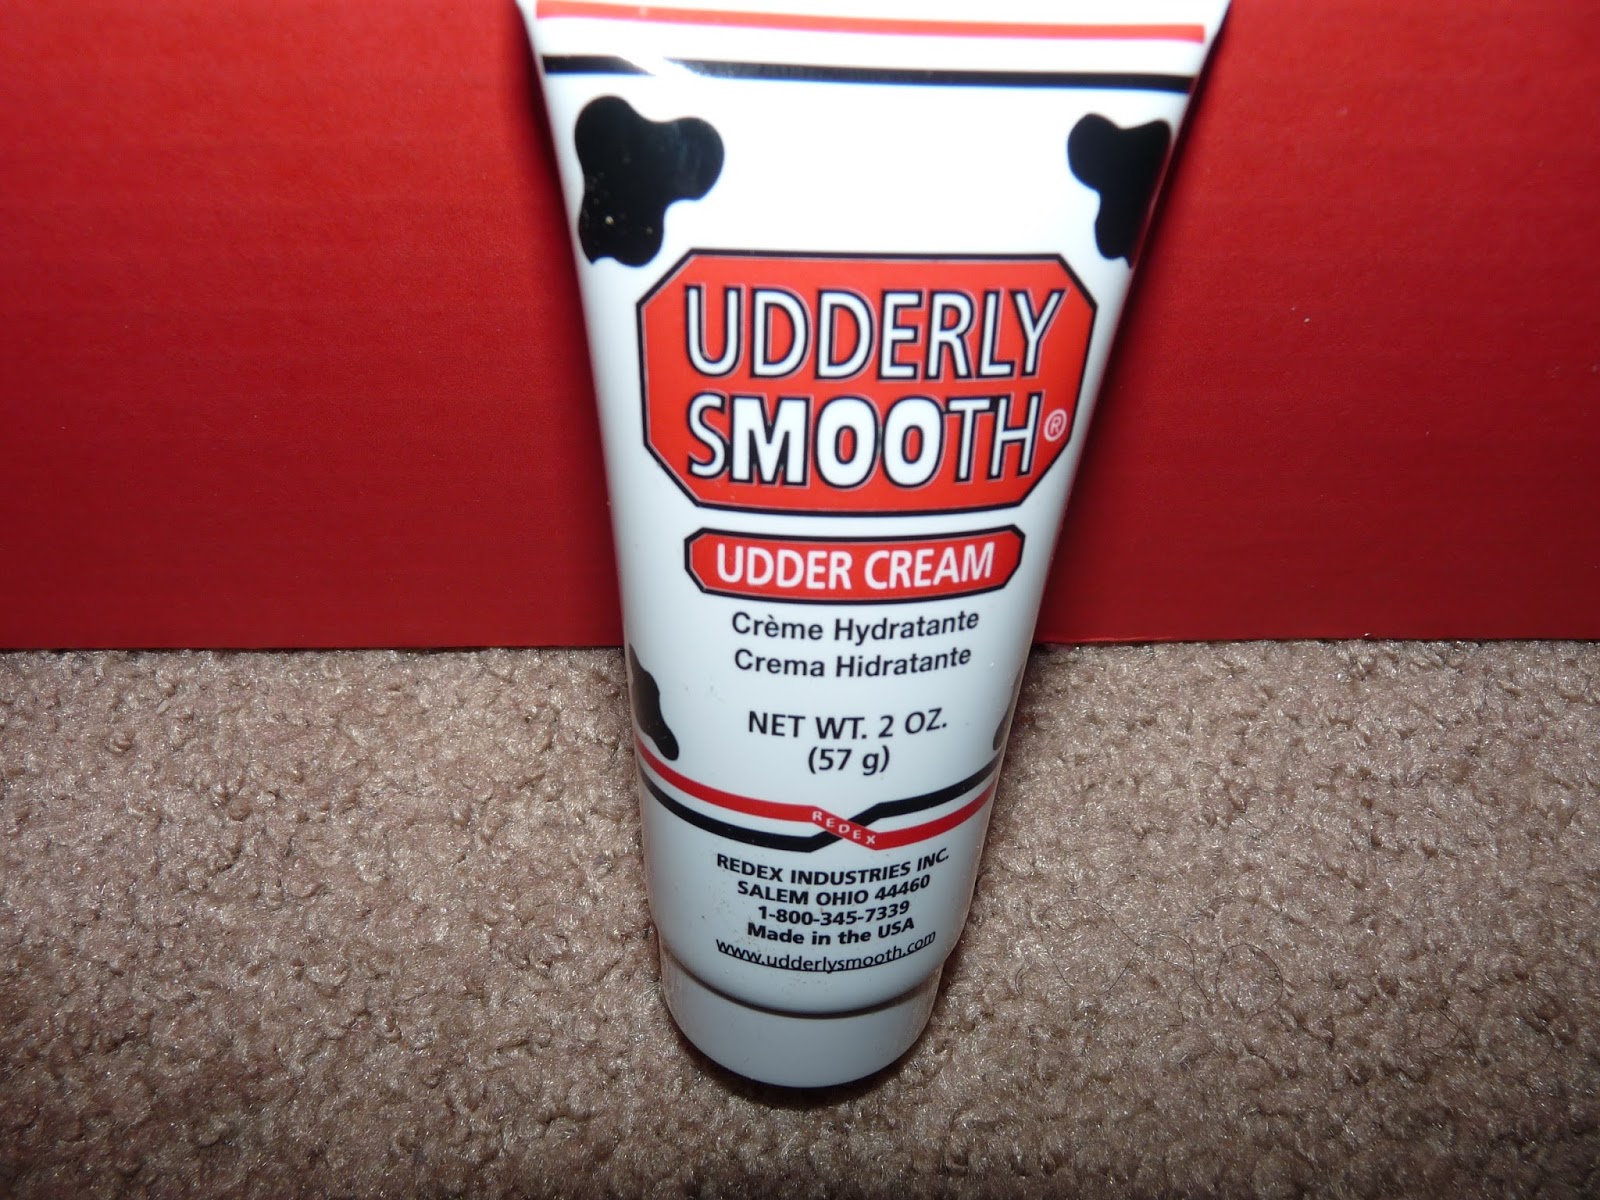 UDDERLY
SMOOTH®
UDDER CREAM
Crème Hydratante
Crema Hidratante
NET WT. 2 OZ.
(57 g)
REDEX
REDEX INDUSTRIES INC.
SALEM OHIO 44460
1-800-345-7339
Made in the USA
www.udderlysmooth.com